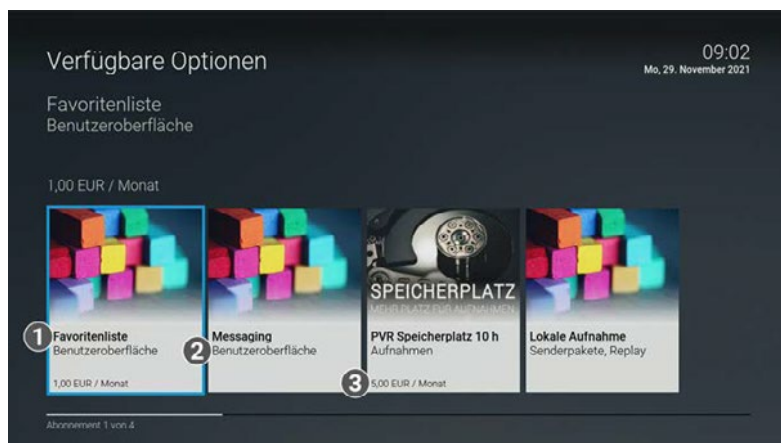 Verfügbare Optionen
09:02
Mo, 29. November 2021
Favoritenliste
Benutzeroberfläche
1,00 EUR / Monat
SPEICHERPLATZ
MEHR PLATZ FÜR AUFNAHMEN
1 Favoritenliste
Benutzeroberfläche
1,00 EUR / Monat
2 Messaging
Benutzeroberfläche
PVR Speicherplatz 10 h
Aufnahmen
3 5,00 EUR / Monat
Lokale Aufnahme
Senderpakete, Replay
Abonnement 1 von 4